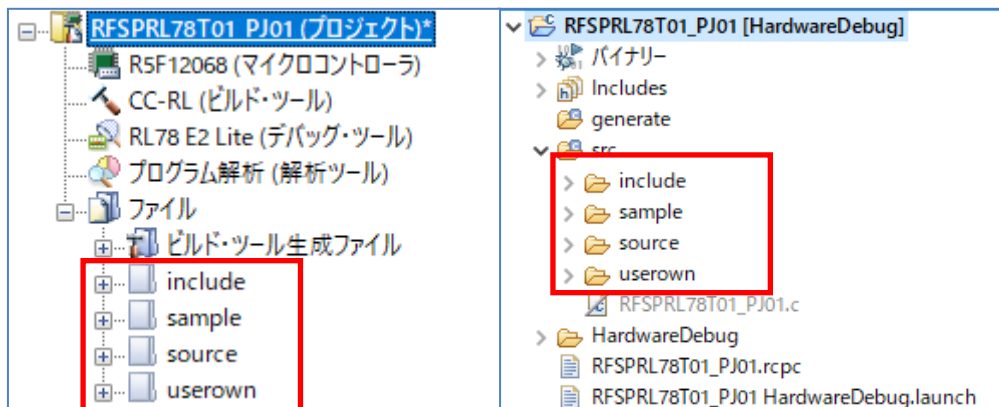 RFSPRL78T01_PJ01 (プロジェクト)*
R5F12068 (マイクロコントローラ)
CC-RL (ビルド・ツール)
RL78 E2 Lite (デバッグ・ツール)
プログラム解析 (解析ツール)
ファイル
ビルド・ツール生成ファイル
include
sample
source
userown
RFSPRL78T01_PJ01 [HardwareDebug]
バイナリー
Includes
generate
src
include
sample
source
userown
RFSPRL78T01_PJ01.c
HardwareDebug
RFSPRL78T01_PJ01.rcpc
RFSPRL78T01_PJ01 HardwareDebug.launch